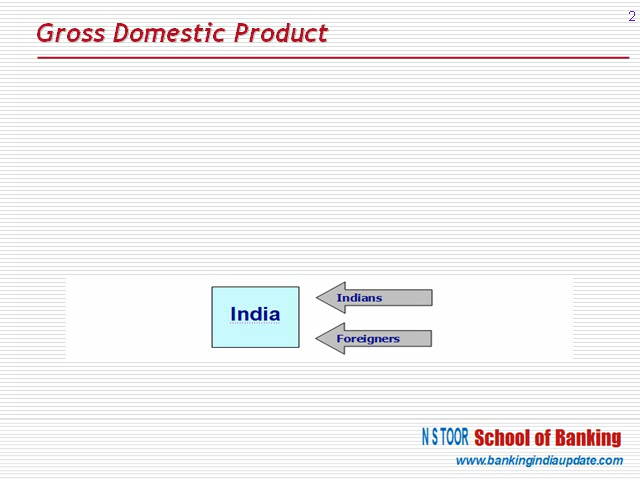 2
Gross Domestic Product
India
Indians
Foreigners
N S TOOR School of Banking
www.bankingindiaupdate.com